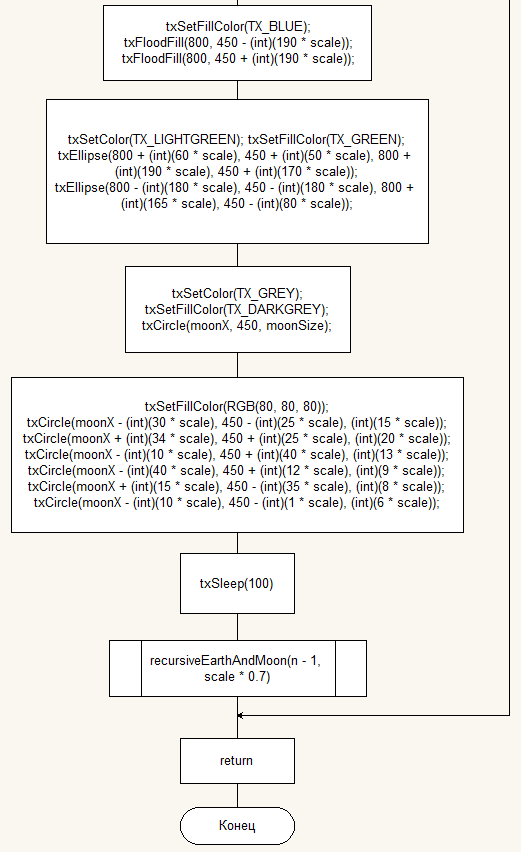 txSetFillColor(TX_BLUE);
txFloodFill(800, 450 - (int)(190 * scale));
txFloodFill(800, 450 + (int)(190 * scale));
txSetColor(TX_LIGHTGREEN); txSetFillColor(TX_GREEN);
txEllipse(800 + (int)(60 * scale), 450 + (int)(50 * scale), 800 +
(int)(190 * scale), 450 + (int)(170 * scale));
txEllipse(800 - (int)(180 * scale), 450 - (int)(180 * scale), 800 +
(int)(165 * scale), 450 - (int)(80 * scale));
txSetColor(TX_GREY);
txSetFillColor(TX_DARKGREY);
txCircle(moonX, 450, moonSize);
txSetFillColor(RGB(80, 80, 80));
txCircle(moonX - (int)(30 * scale), 450 - (int)(25 * scale), (int)(15 * scale));
txCircle(moonX + (int)(34 * scale), 450 + (int)(25 * scale), (int)(20 * scale));
txCircle(moonX - (int)(10 * scale), 450 + (int)(40 * scale), (int)(13 * scale));
txCircle(moonX - (int)(40 * scale), 450 + (int)(12 * scale), (int)(9 * scale));
txCircle(moonX + (int)(15 * scale), 450 - (int)(35 * scale), (int)(8 * scale));
txCircle(moonX - (int)(10 * scale), 450 - (int)(1 * scale), (int)(6 * scale));
txSleep(100)
recursiveEarthAndMoon(n - 1,
scale * 0.7)
return
Конец